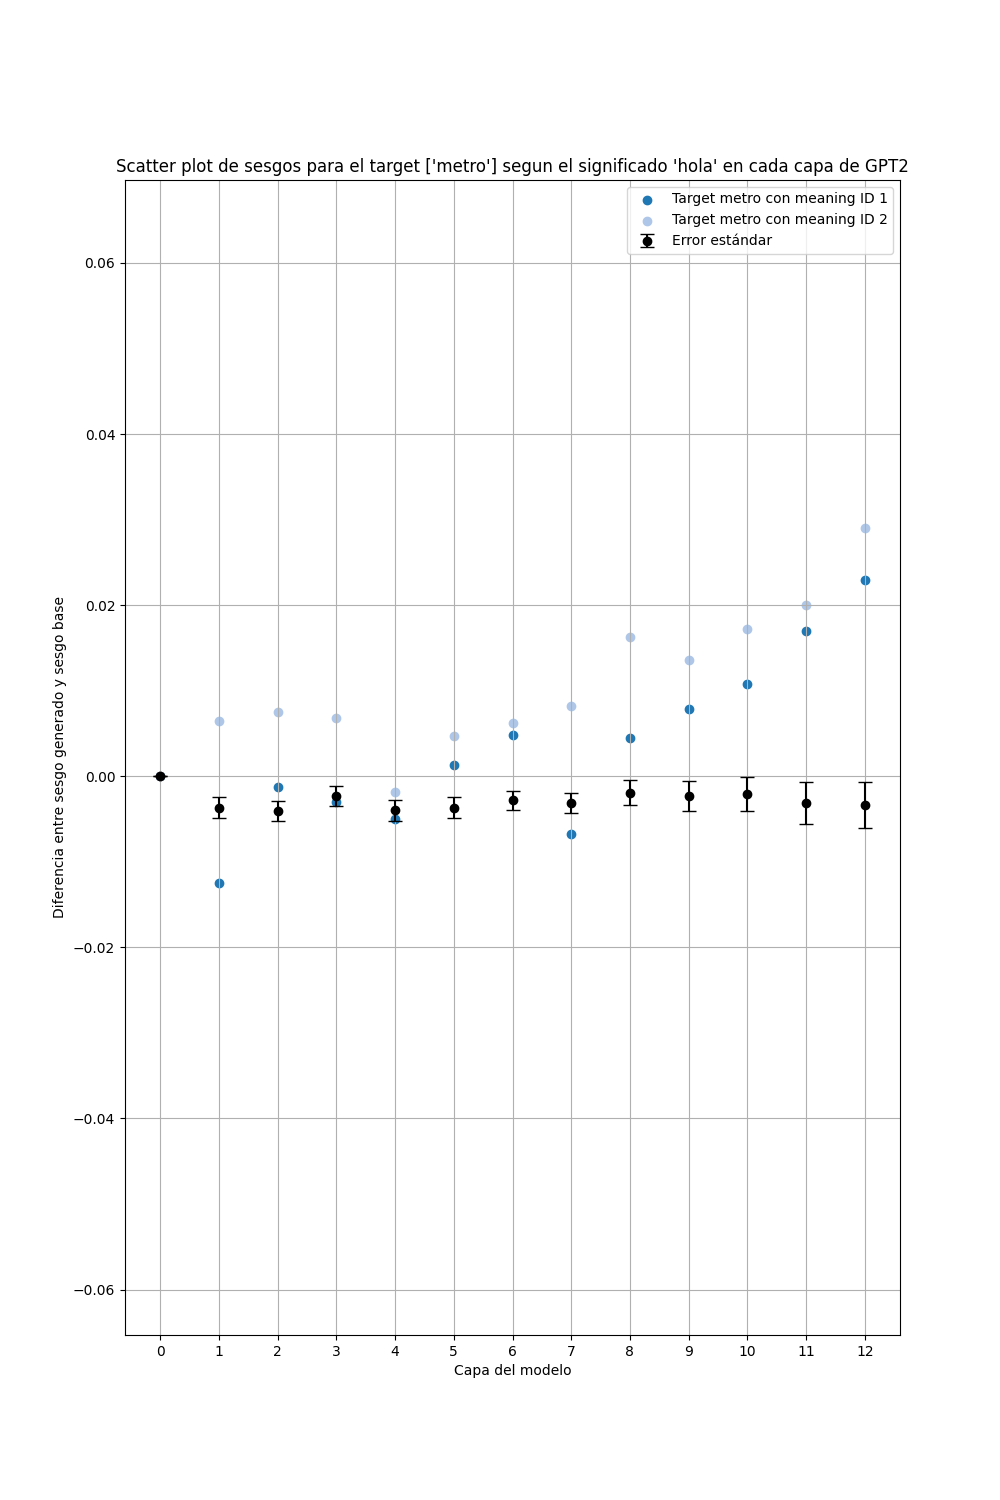 Scatter plot de sesgos para el target ['metro'] segun el significado 'hola' en cada capa de GPT2
Target metro con meaning ID 1
Target metro con meaning ID 2
Error estándar
Diferencia entre sesgo generado y sesgo base
0.06
0.04
0.02
0.00
−0.02
−0.04
−0.06
0 1 2 3 4 5 6 7 8 9 10 11 12
Capa del modelo